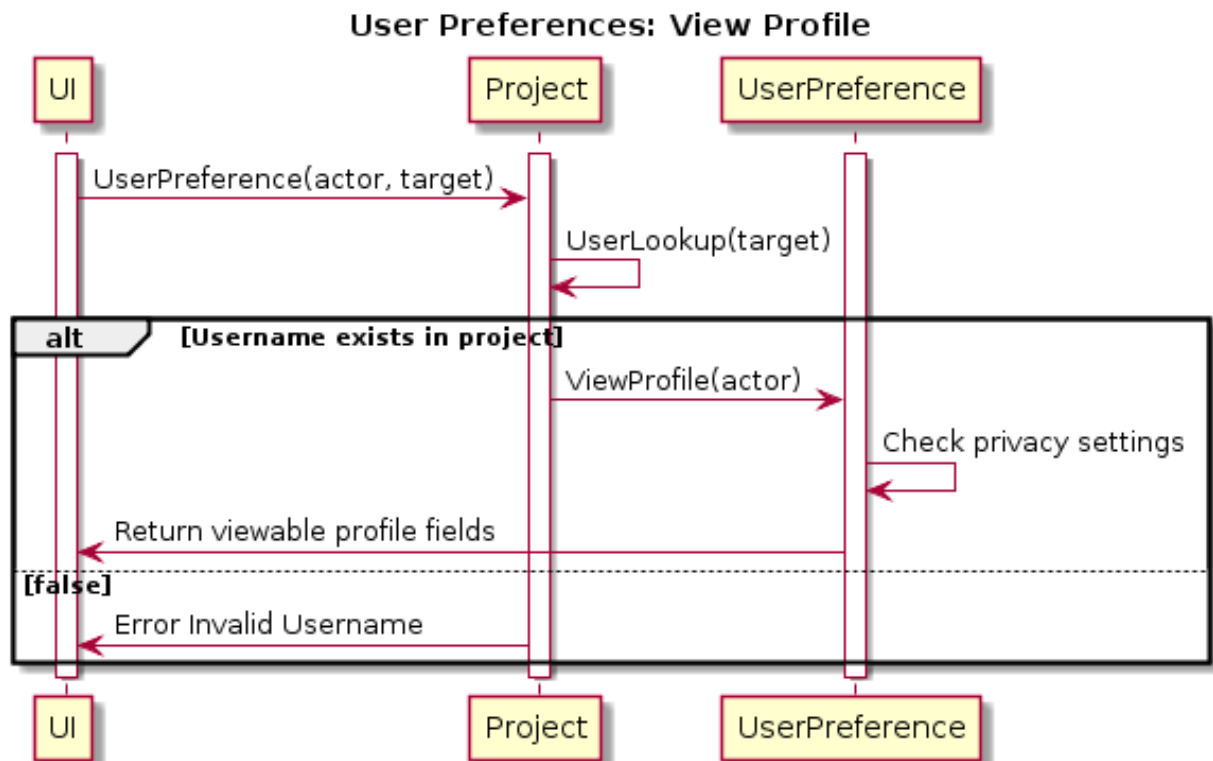 User Preferences: View Profile
UI
Project
UserPreference
UserPreference(actor, target)
UserLookup(target)
alt
[Username exists in project]
ViewProfile(actor)
Check privacy settings
Return viewable profile fields
[false]
Error Invalid Username
UI
Project
UserPreference